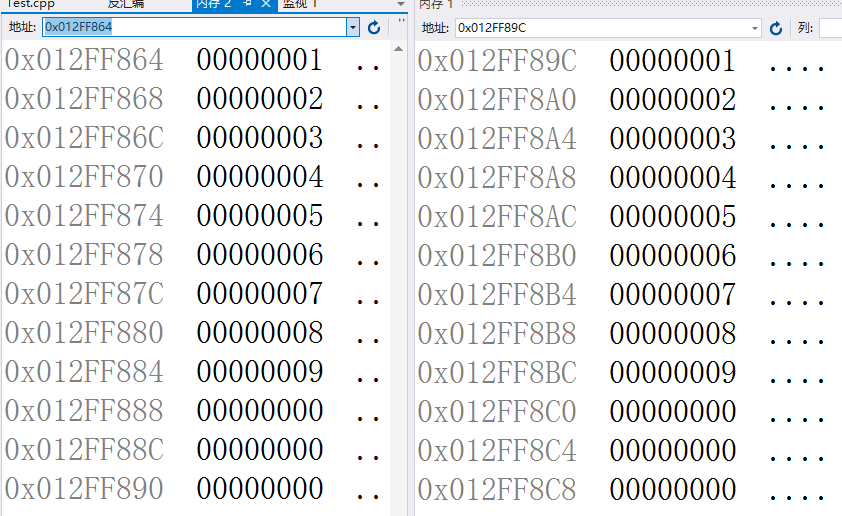 Test.cpp 反汇编 内存 2 监视 1
地址: 0x012FF864
0x012FF864 00000001 ..
0x012FF868 00000002 ..
0x012FF86C 00000003 ..
0x012FF870 00000004 ..
0x012FF874 00000005 ..
0x012FF878 00000006 ..
0x012FF87C 00000007 ..
0x012FF880 00000008 ..
0x012FF884 00000009 ..
0x012FF888 00000000 ..
0x012FF88C 00000000 ..
0x012FF890 00000000 ..
内存 1
地址: 0x012FF89C 列:
0x012FF89C 00000001 ....
0x012FF8A0 00000002 ....
0x012FF8A4 00000003 ....
0x012FF8A8 00000004 ....
0x012FF8AC 00000005 ....
0x012FF8B0 00000006 ....
0x012FF8B4 00000007 ....
0x012FF8B8 00000008 ....
0x012FF8BC 00000009 ....
0x012FF8C0 00000000 ....
0x012FF8C4 00000000 ....
0x012FF8C8 00000000 ....